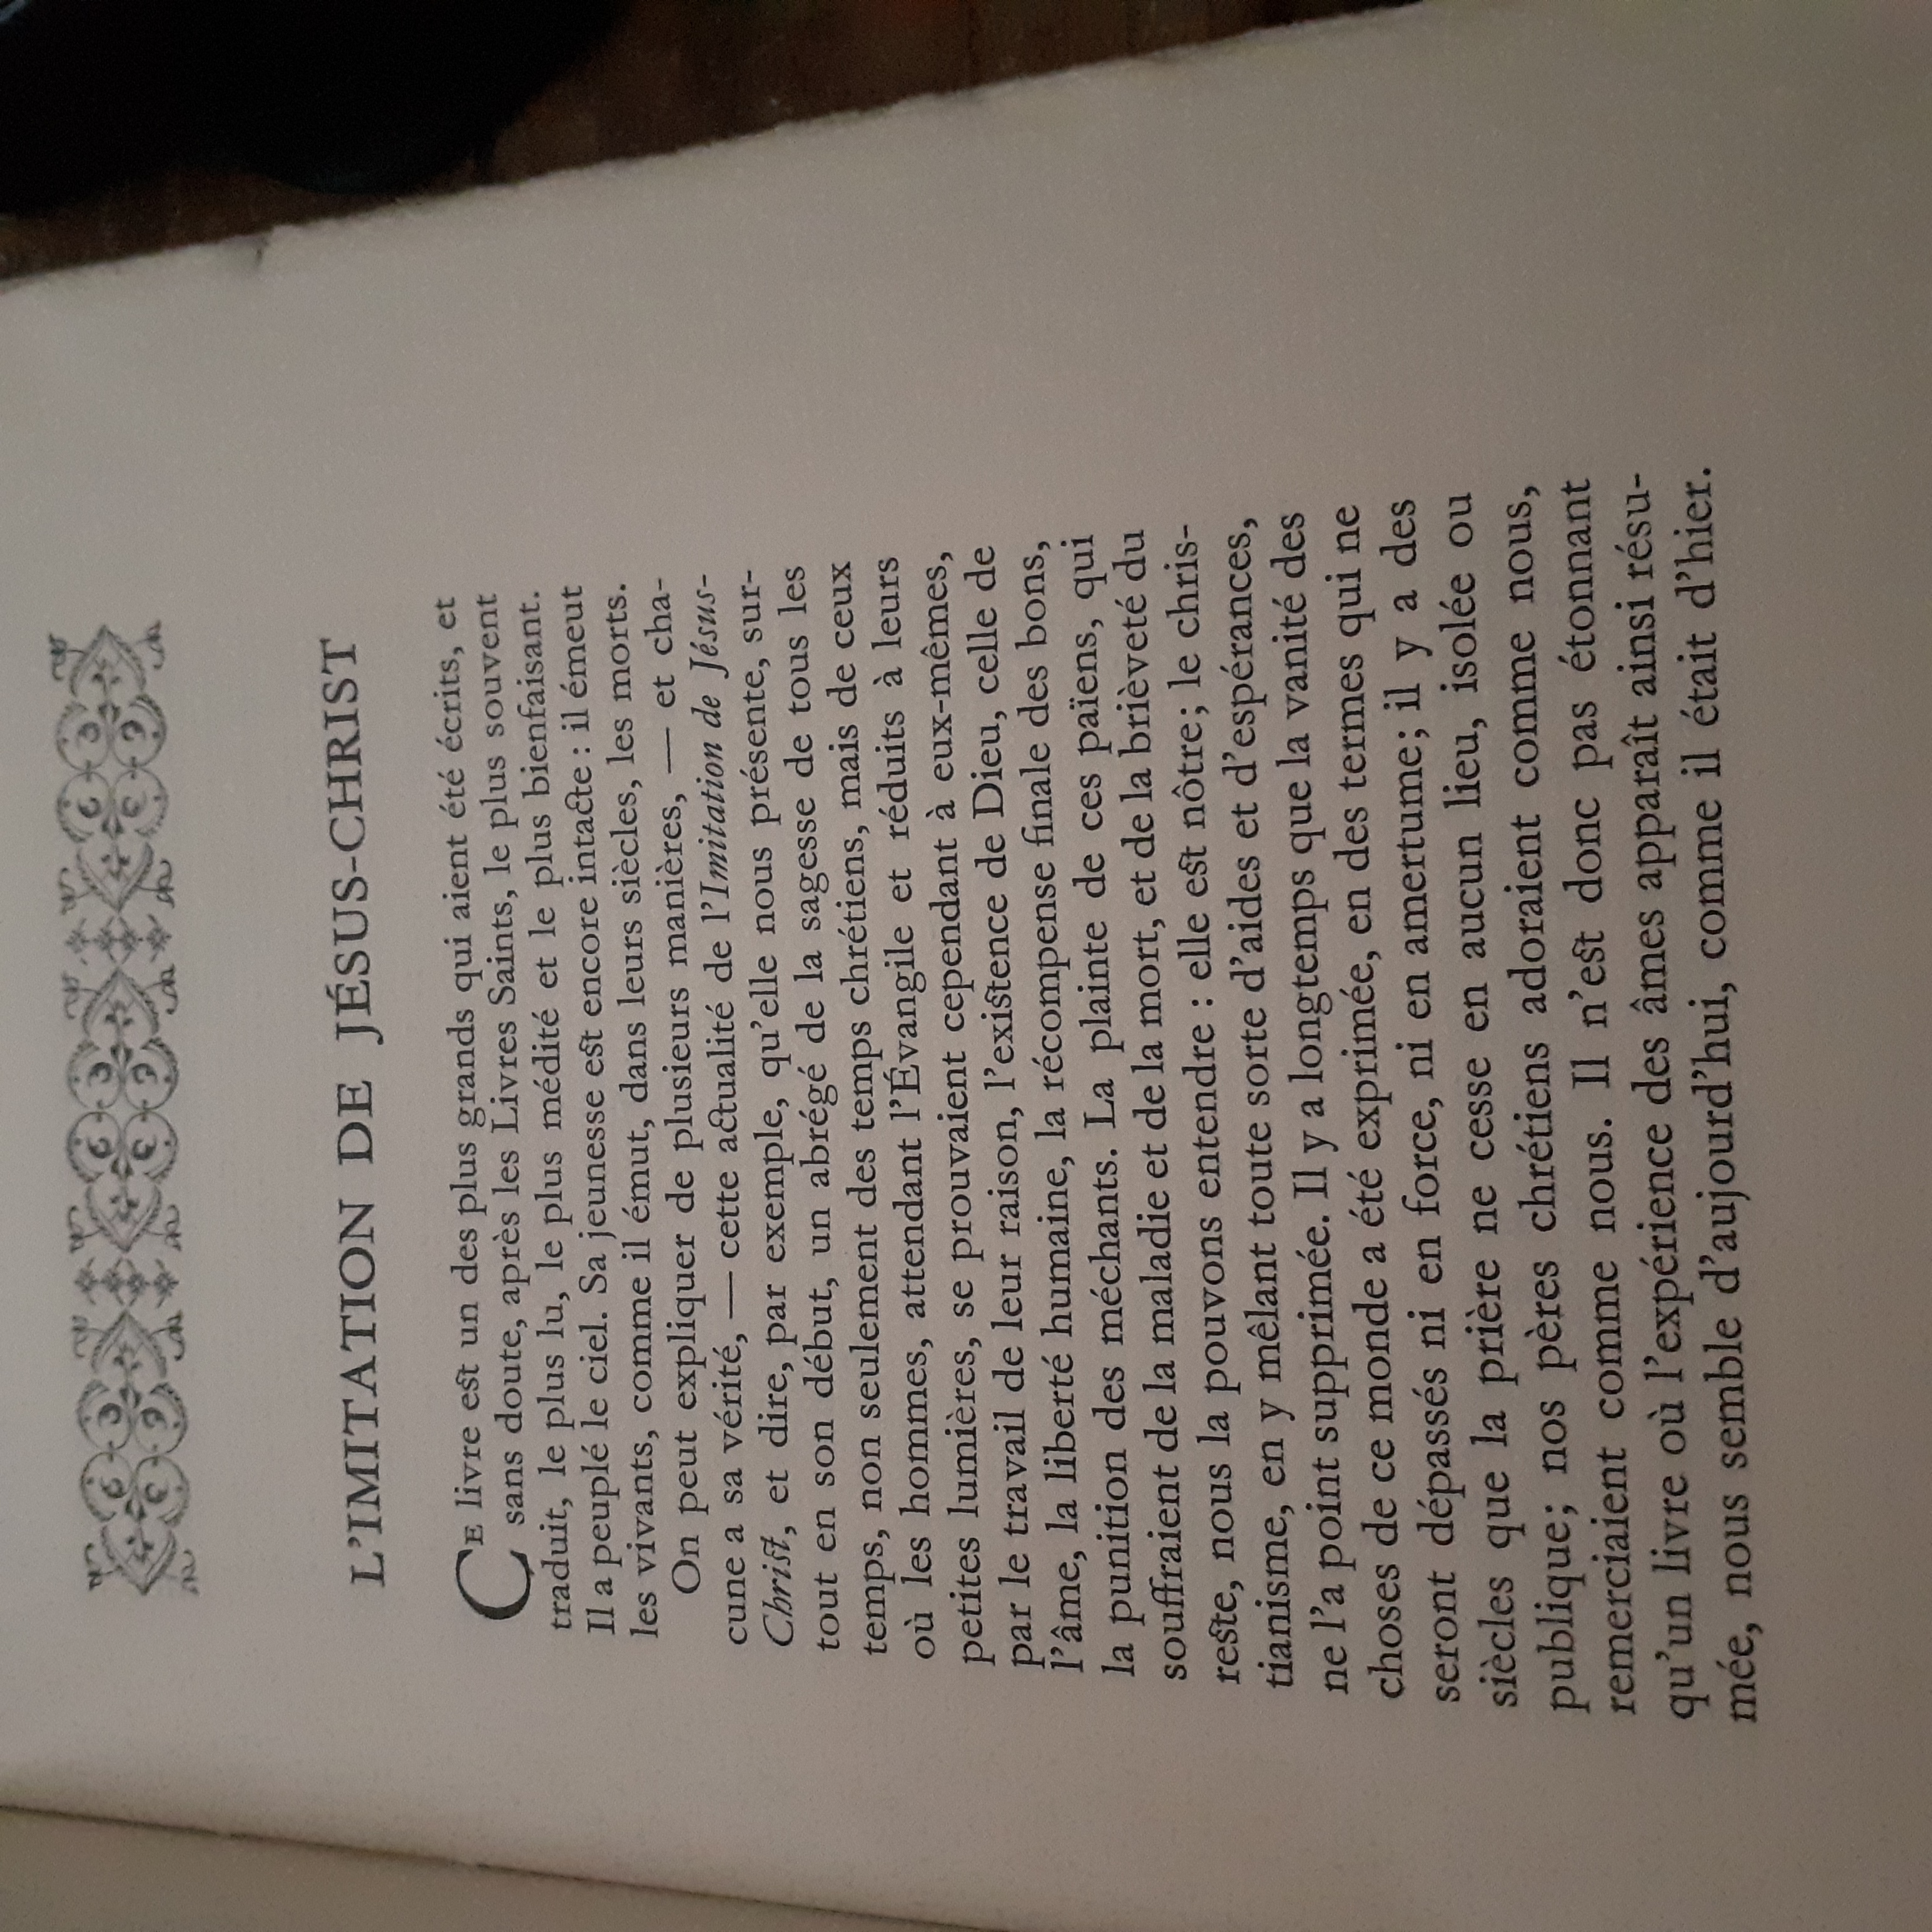 L'IMITATION DE JÉSUS-CHRIST
CE livre est un des plus grands qui aient été écrits, et
sans doute, après les Livres Saints, le plus souvent
traduit, le plus lu, le plus médité et le plus bienfaisant.
Il a peuplé le ciel. Sa jeunesse est encore intacte : il émeut
les vivants, comme il émut, dans leurs siècles, les morts.
On peut expliquer de plusieurs manières, — et cha-
cune a sa vérité, — cette actualité de l'Imitation de Jésus-
Christ, et dire, par exemple, qu'elle nous présente, sur-
tout en son début, un abrégé de la sagesse de tous les
temps, non seulement des temps chrétiens, mais de ceux
où les hommes, attendant l'Évangile et réduits à leurs
petites lumières, se prouvaient cependant à eux-mêmes,
par le travail de leur raison, l'existence de Dieu, celle de
l'âme, la liberté humaine, la récompense finale des bons,
la punition des méchants. La plainte de ces païens, qui
souffraient de la maladie et de la mort, et de la brièveté du
reste, nous la pouvons entendre : elle est nôtre ; le chris-
tianisme, en y mêlant toute sorte d'aides et d'espérances,
ne l'a point supprimée. Il y a longtemps que la vanité des
choses de ce monde a été exprimée, en des termes qui ne
seront dépassés ni en force, ni en amertume ; il y a des
siècles que la prière ne cesse en aucun lieu, isolée ou
publique ; nos pères chrétiens adoraient comme nous,
remerciaient comme nous. Il n'est donc pas étonnant
qu'un livre où l'expérience des âmes apparaît ainsi résu-
mée, nous semble d'aujourd'hui, comme il était d'hier.